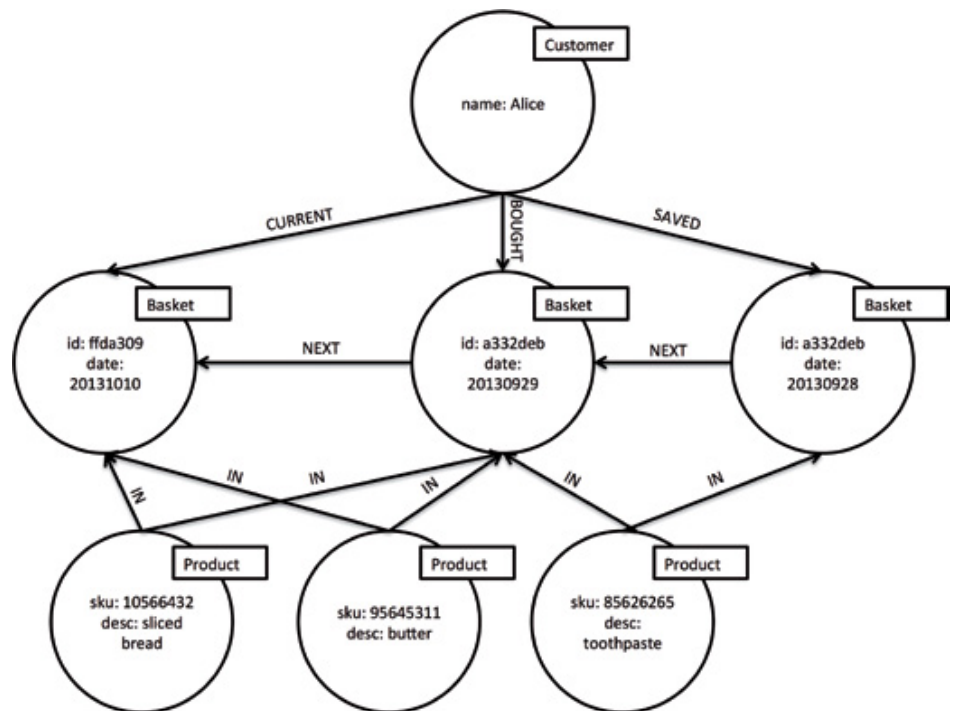 Customer
name: Alice
CURRENT
BOUGHT
SAVED
Basket
id: ffda309
date:
20131010
NEXT
Basket
id: a332deb
date:
20130929
NEXT
Basket
id: a332deb
date:
20130928
IN
IN
IN
IN
IN
IN
Product
sku: 10566432
desc: sliced
bread
Product
sku: 95645311
desc: butter
Product
sku: 85626265
desc:
toothpaste